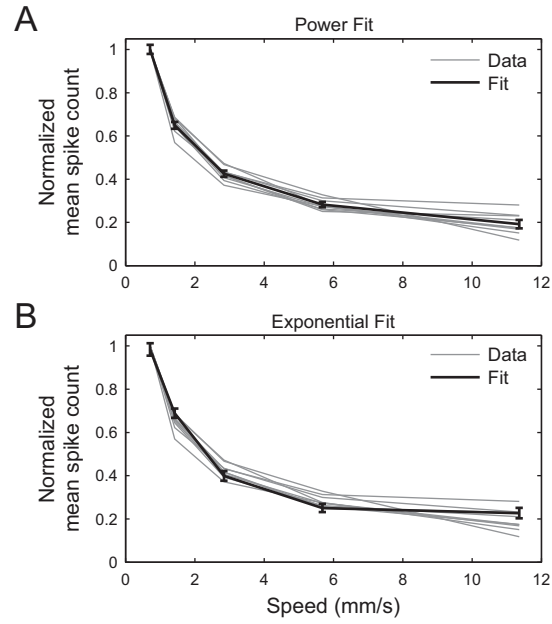 A
Power Fit
1
0.8
0.6
0.4
0.2
0
Normalized
mean spike count
Data
Fit
0 2 4 6 8 10 12
B
Exponential Fit
1
0.8
0.6
0.4
0.2
0
Normalized
mean spike count
Data
Fit
0 2 4 6 8 10 12
Speed (mm/s)